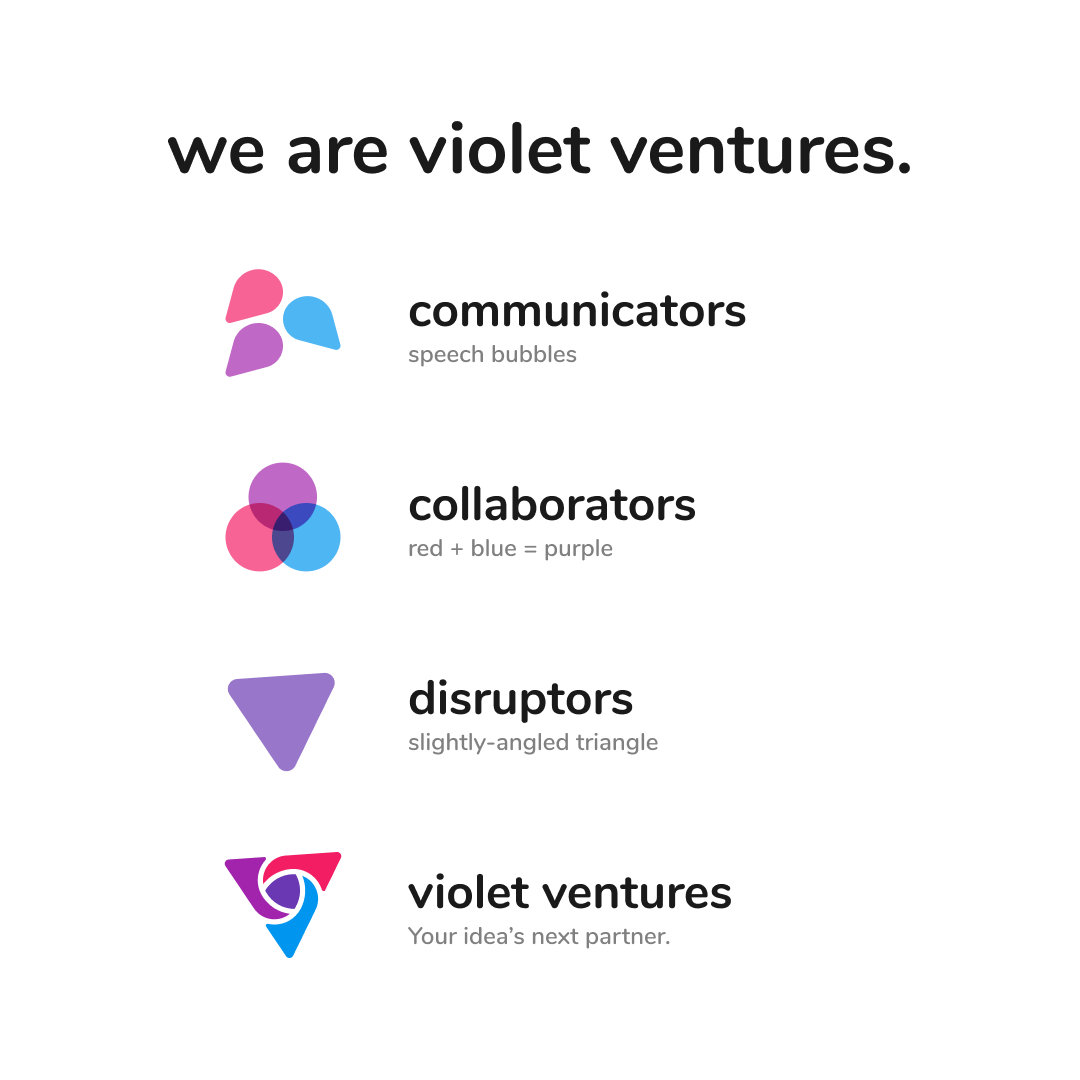 we are violet ventures.
communicators
speech bubbles
collaborators
red + blue = purple
disruptors
slightly-angled triangle
violet ventures
Your idea’s next partner.